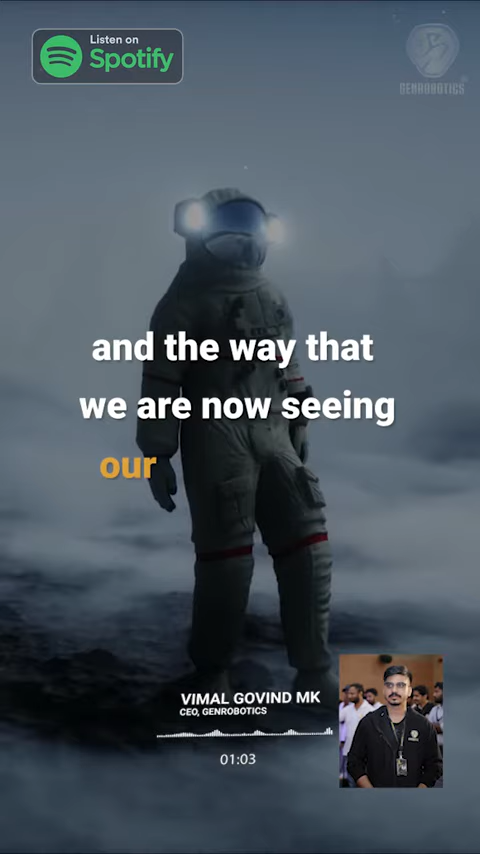 Listen on
Spotify
GENROBOTICS
and the way that
we are now seeing
our
VIMAL GOVIND MK
CEO, GENROBOTICS
01:03